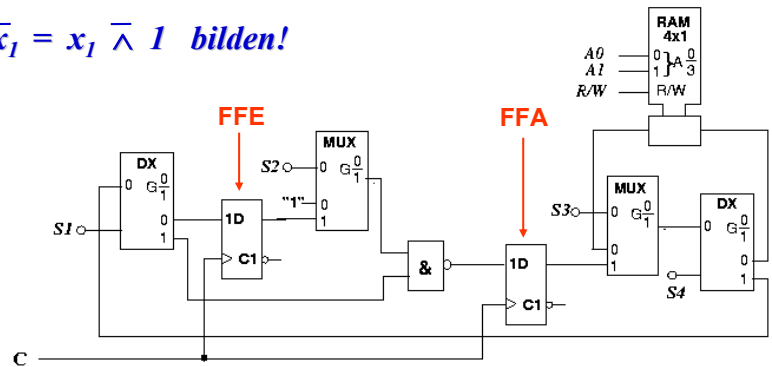 x̄₁ = x₁ ⊼ 1 bilden!
RAM
4x1
A0 0 } A 0/3
A1 1
R/W R/W
FFE
FFA
MUX
S2 0 G 0/1
"1" 0
1
DX
0 G 0/1
0
S1 1
1D
C1
&
1D
C1
MUX
S3 0 G 0/1
0
1
DX
0 G 0/1
0
1
S4
C